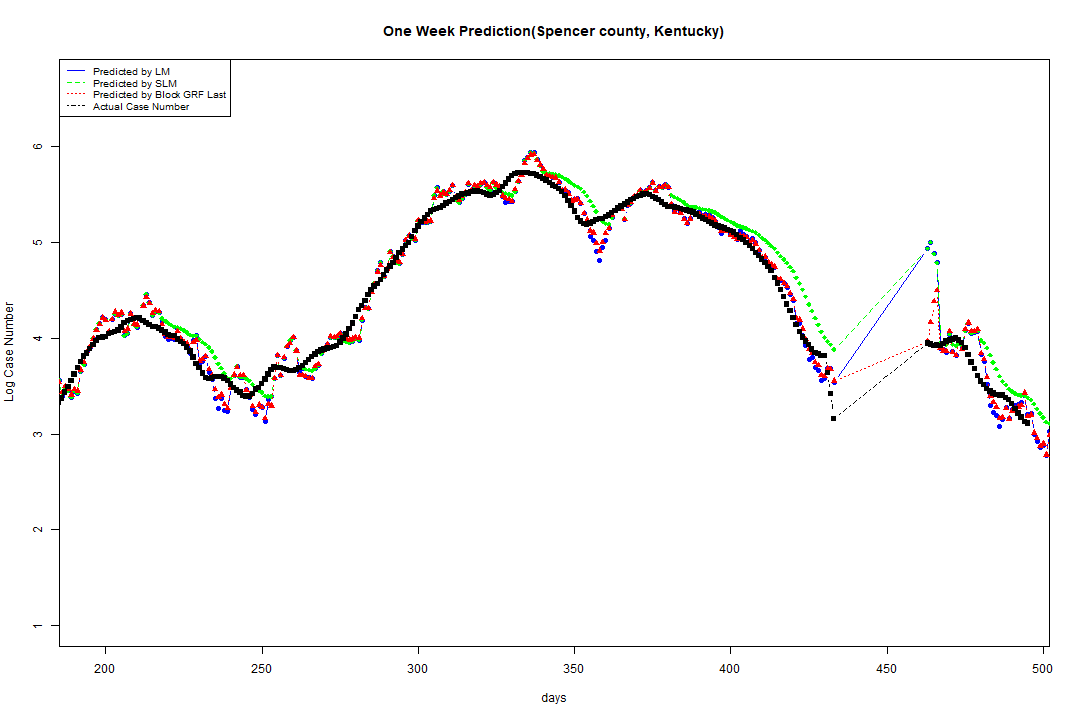 One Week Prediction(Spencer county, Kentucky)
Predicted by LM
Predicted by SLM
Predicted by Block GRF Last
Actual Case Number
Log Case Number
6
5
4
3
2
1
200 250 300 350 400 450 500
days